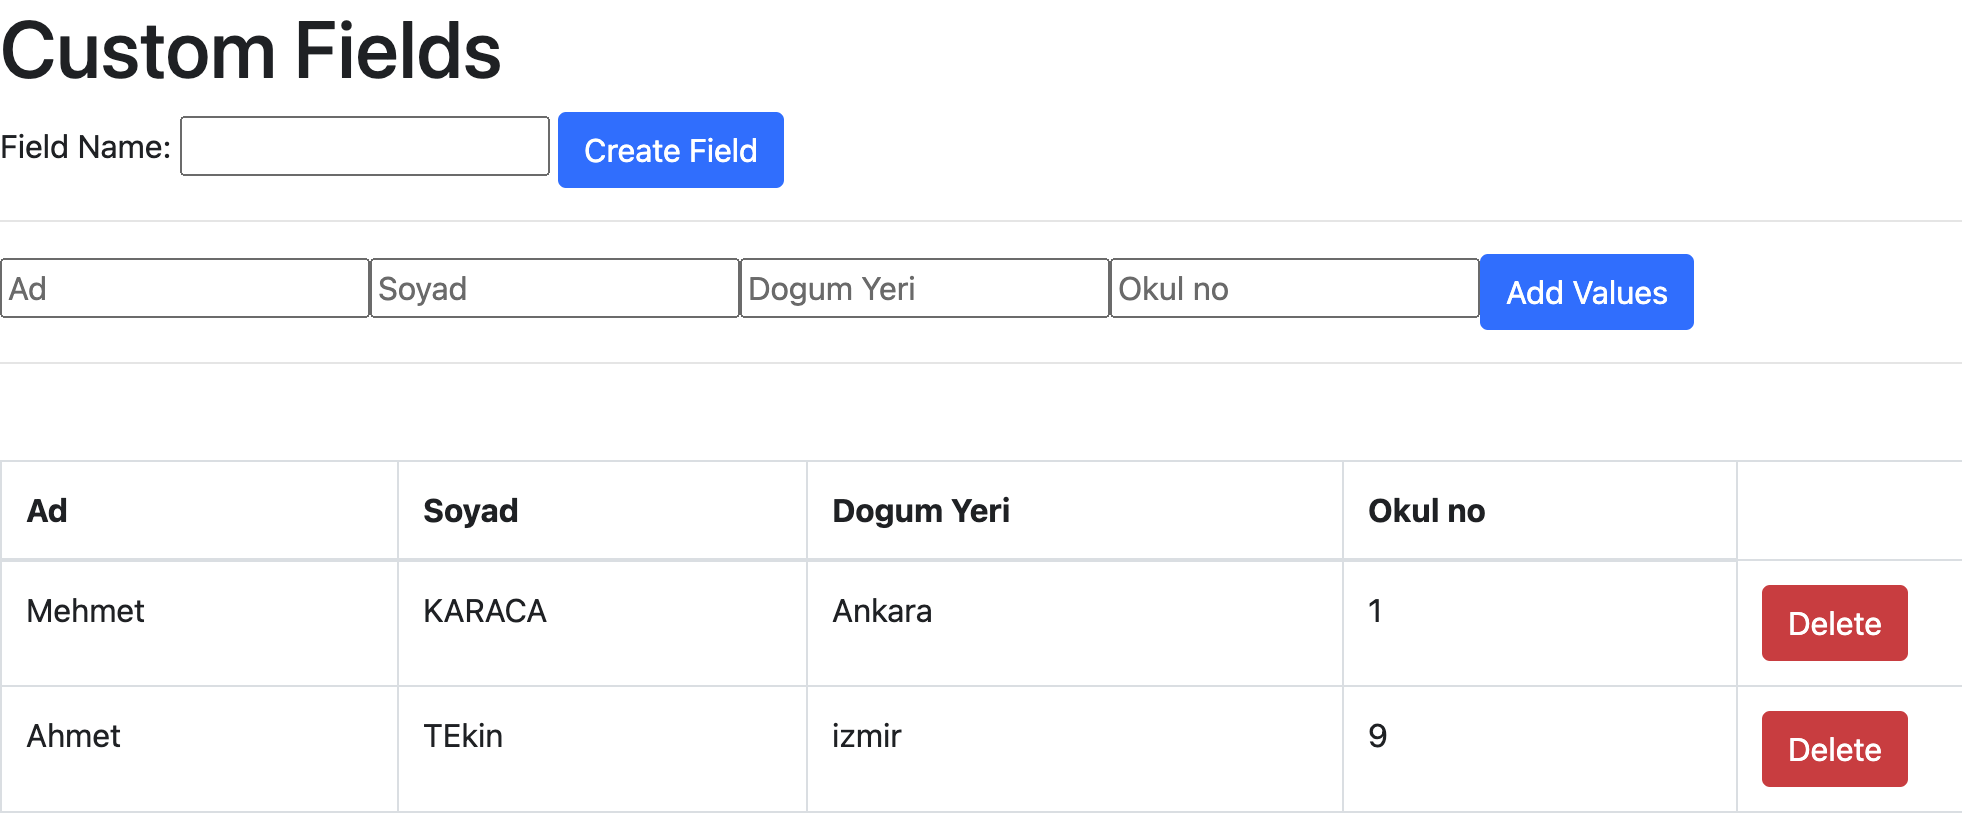 Custom Fields
Field Name: Create Field
Ad Soyad Dogum Yeri Okul no Add Values
Ad Soyad Dogum Yeri Okul no
Mehmet KARACA Ankara 1 Delete
Ahmet TEkin izmir 9 Delete